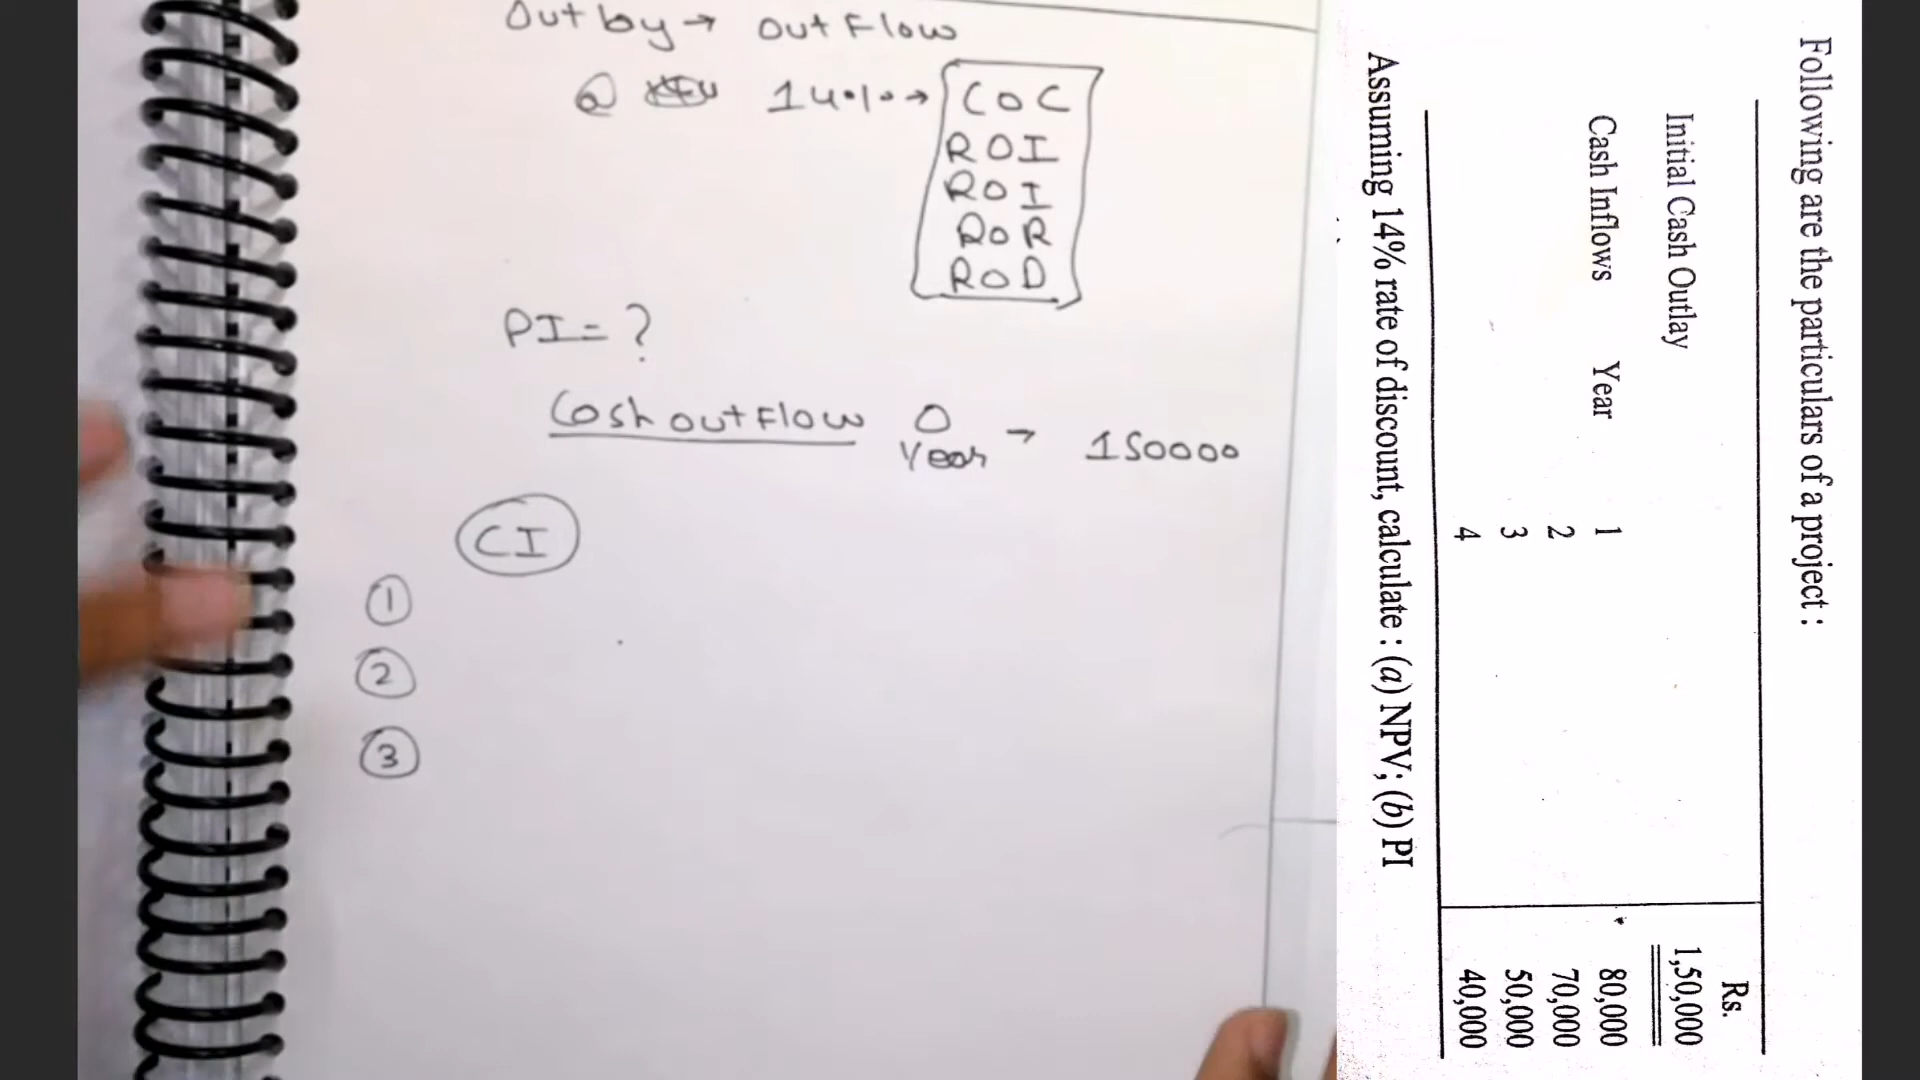 Out by → Out Flow
@ 14% → COC
ROI
ROI
ROR
ROD
PI = ?
Cash out Flow 0 Year → 150000
CI
1
2
3
Following are the particulars of a project :
Rs.
Initial Cash Outlay 1,50,000
Cash Inflows Year 1 80,000
2 70,000
3 50,000
4 40,000
Assuming 14% rate of discount, calculate : (a) NPV; (b) PI